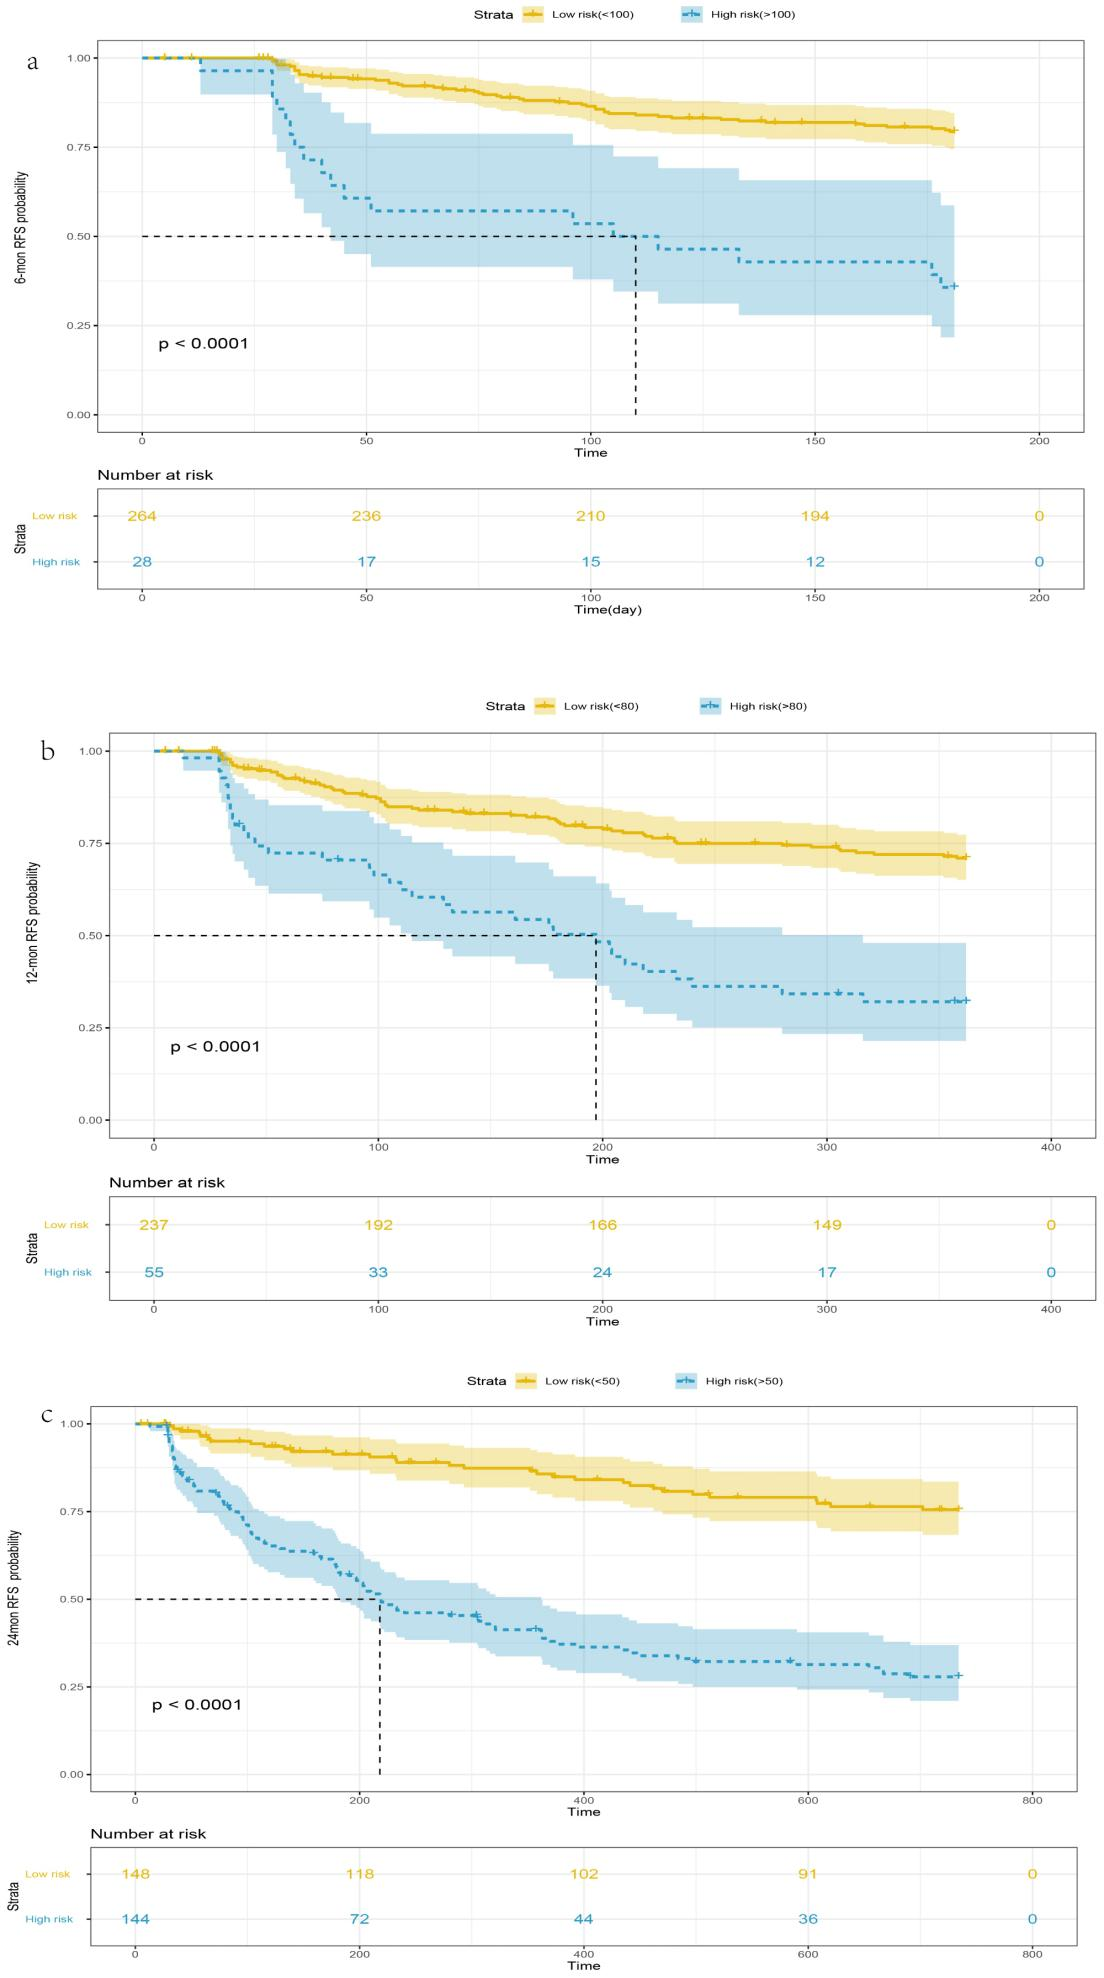 Strata Low risk(<100) High risk(>100)
a
1.00
0.75
0.50
0.25
0.00
6-mon RFS probability
p < 0.0001
0 50 100 150 200
Time
Number at risk
Strata
Low risk 264 236 210 194 0
High risk 28 17 15 12 0
0 50 100 150 200
Time(day)
Strata Low risk(<80) High risk(>80)
b
1.00
0.75
0.50
0.25
0.00
12-mon RFS probability
p < 0.0001
0 100 200 300 400
Time
Number at risk
Strata
Low risk 237 192 166 149 0
High risk 55 33 24 17 0
0 100 200 300 400
Time
Strata Low risk(<50) High risk(>50)
c
1.00
0.75
0.50
0.25
0.00
24mon RFS probability
p < 0.0001
0 200 400 600 800
Time
Number at risk
Strata
Low risk 148 118 102 91 0
High risk 144 72 44 36 0
0 200 400 600 800
Time